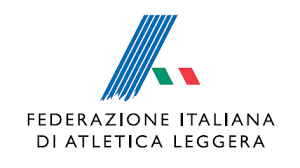 FEDERAZIONE ITALIANA
DI ATLETICA LEGGERA